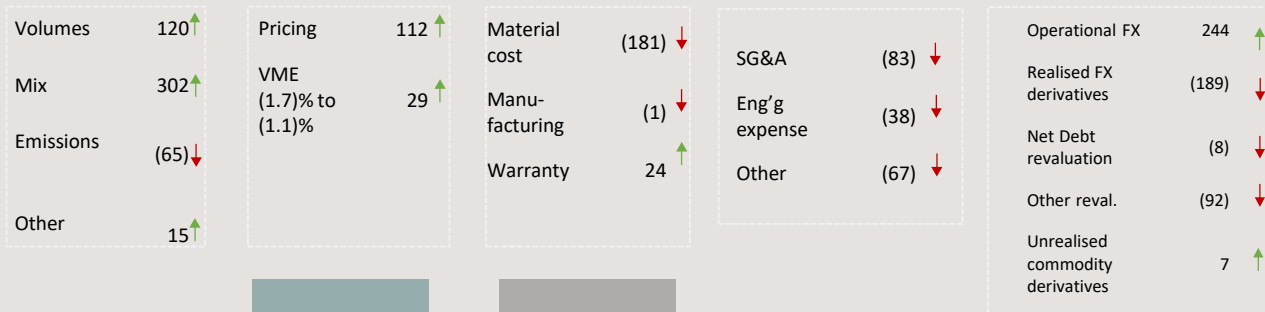 Volumes 120
Mix 302
Emissions (65)
Other 15
Pricing 112
VME
(1.7)% to 29
(1.1)%
Material
cost (181)
Manu-
facturing (1)
Warranty 24
SG&A (83)
Eng'g
expense (38)
Other (67)
Operational FX 244
Realised FX
derivatives (189)
Net Debt
revaluation (8)
Other reval. (92)
Unrealised
commodity 7
derivatives